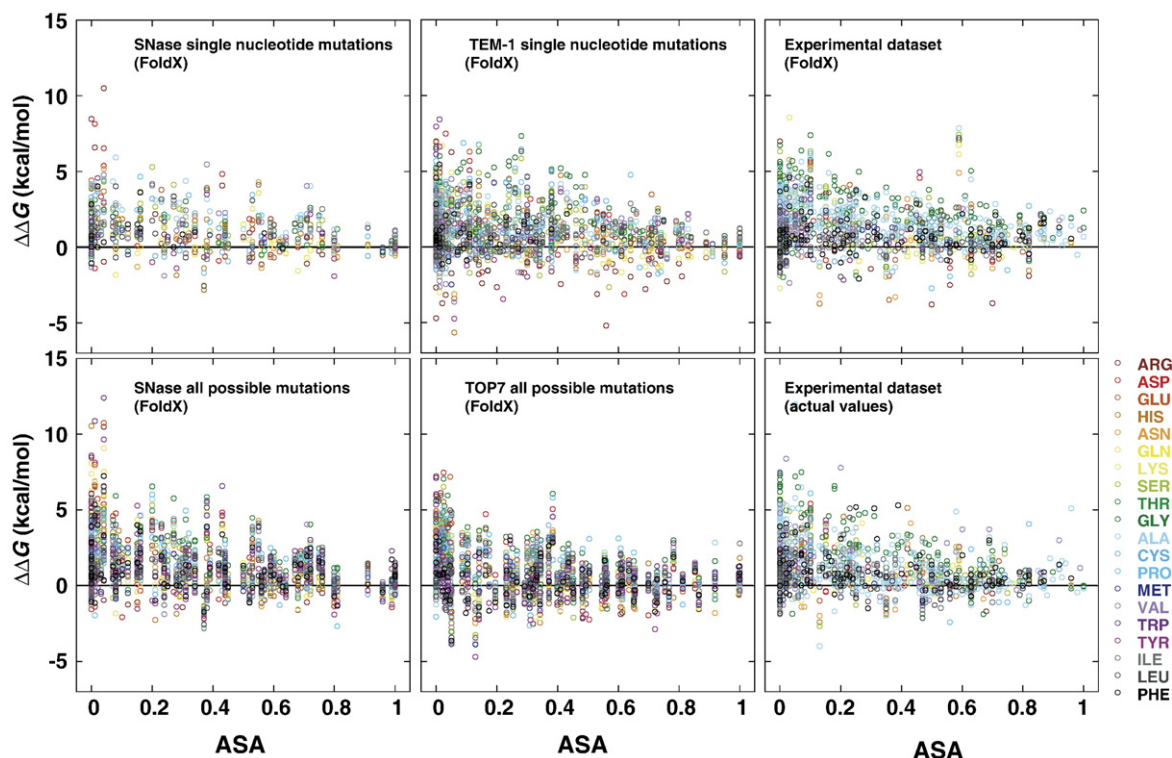 15
10
5
0
-5
ΔΔG (kcal/mol)
SNase single nucleotide mutations
(FoldX)
TEM-1 single nucleotide mutations
(FoldX)
Experimental dataset
(FoldX)
15
10
5
0
-5
ΔΔG (kcal/mol)
SNase all possible mutations
(FoldX)
TOP7 all possible mutations
(FoldX)
Experimental dataset
(actual values)
0 0.2 0.4 0.6 0.8 1
0 0.2 0.4 0.6 0.8 1
0 0.2 0.4 0.6 0.8 1
ASA
ASA
ASA
ARG
ASP
GLU
HIS
ASN
GLN
LYS
SER
THR
GLY
ALA
CYS
PRO
MET
VAL
TRP
TYR
ILE
LEU
PHE